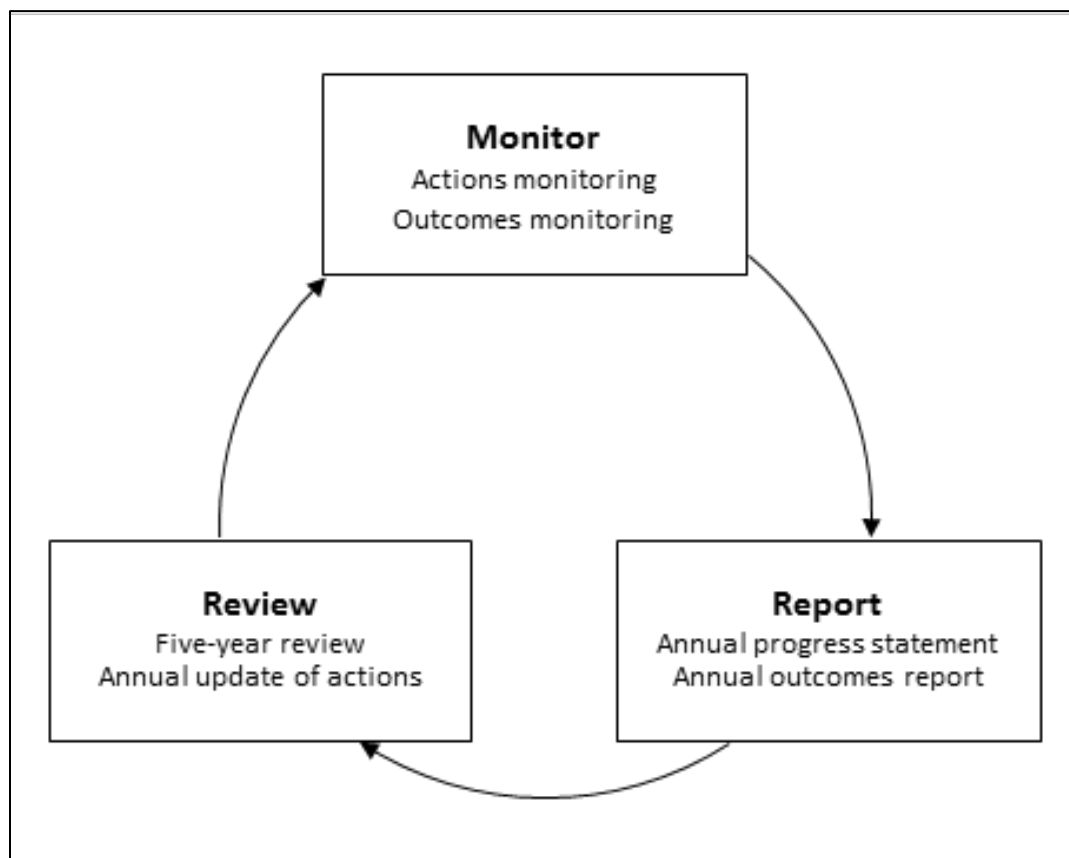 Monitor
Actions monitoring
Outcomes monitoring
Review
Five-year review
Annual update of actions
Report
Annual progress statement
Annual outcomes report